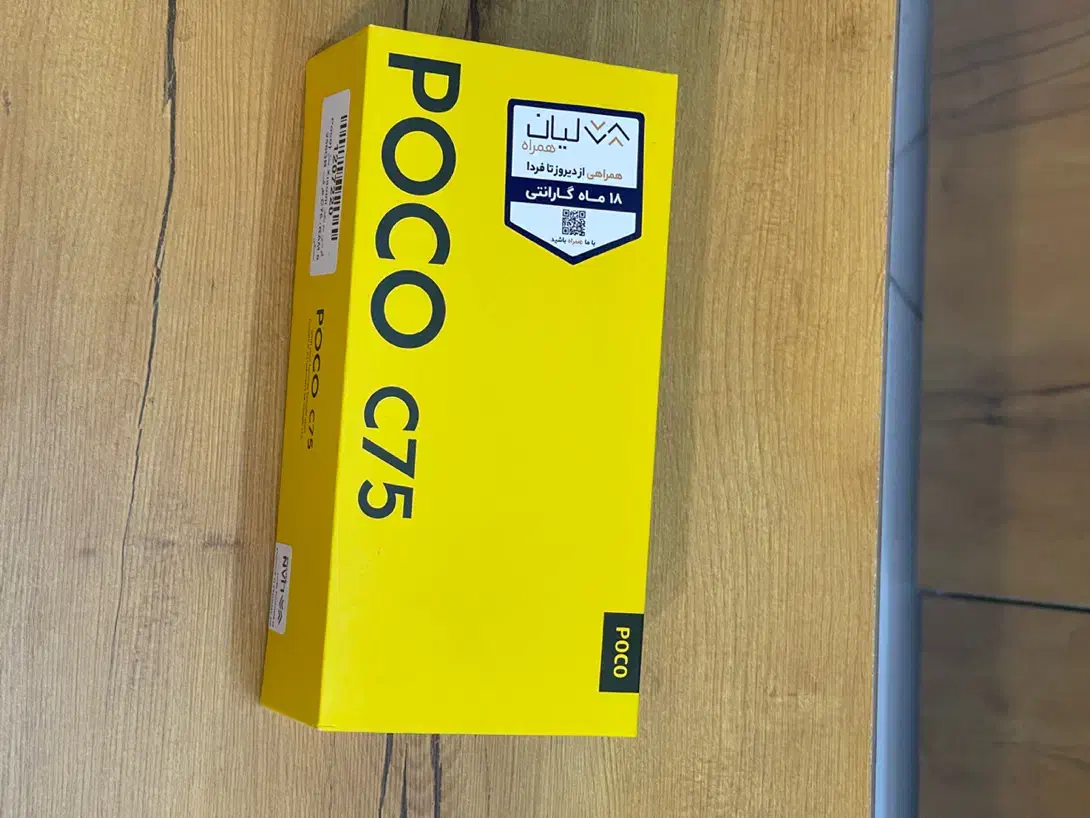 POCO C75
لیان
همراه
همراهی از دیروز تا فردا
۱۸ ماه گارانتی
با ما همراه باشید
POCO
207220
POCO C75